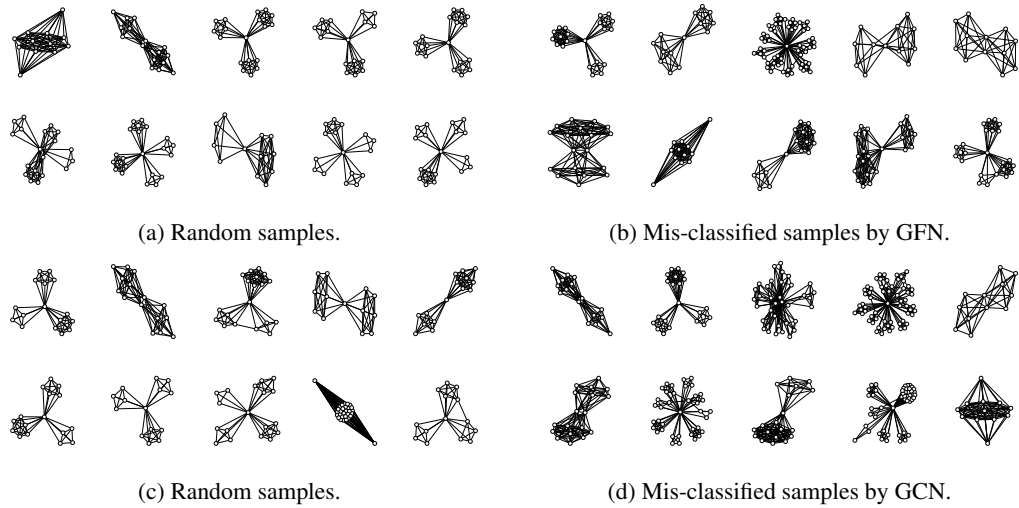 (a) Random samples.
(b) Mis-classified samples by GFN.
(c) Random samples.
(d) Mis-classified samples by GCN.